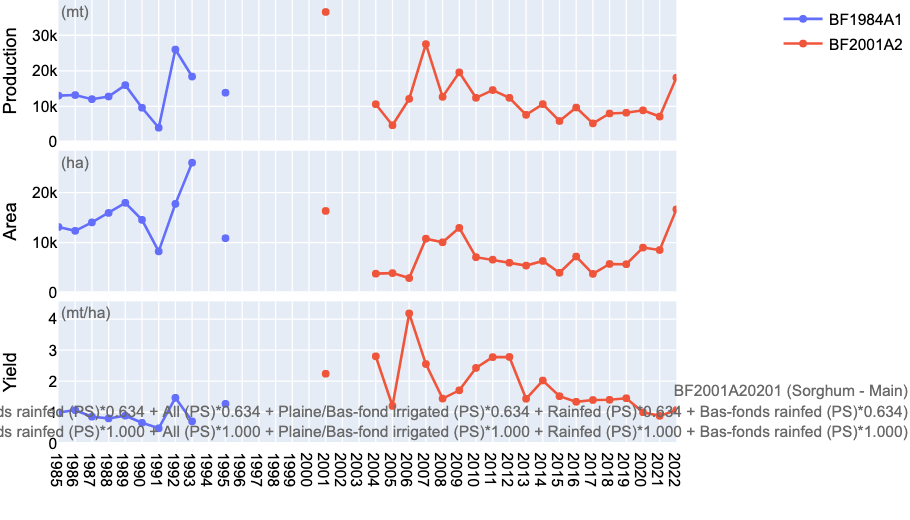 (mt)
BF1984A1
BF2001A2
Production
30k
20k
10k
0
(ha)
Area
20k
10k
0
(mt/ha)
Yield
4
3
2
1
0
BF2001A20201 (Sorghum - Main)
ds rainfed (PS)*0.634 + All (PS)*0.634 + Plaine/Bas-fond irrigated (PS)*0.634 + Rainfed (PS)*0.634 + Bas-fonds rainfed (PS)*0.634)
ds rainfed (PS)*1.000 + All (PS)*1.000 + Plaine/Bas-fond irrigated (PS)*1.000 + Rainfed (PS)*1.000 + Bas-fonds rainfed (PS)*1.000)
1985 1986 1987 1988 1989 1990 1991 1992 1993 1994 1995 1996 1997 1998 1999 2000 2001 2002 2003 2004 2005 2006 2007 2008 2009 2010 2011 2012 2013 2014 2015 2016 2017 2018 2019 2020 2021 2022